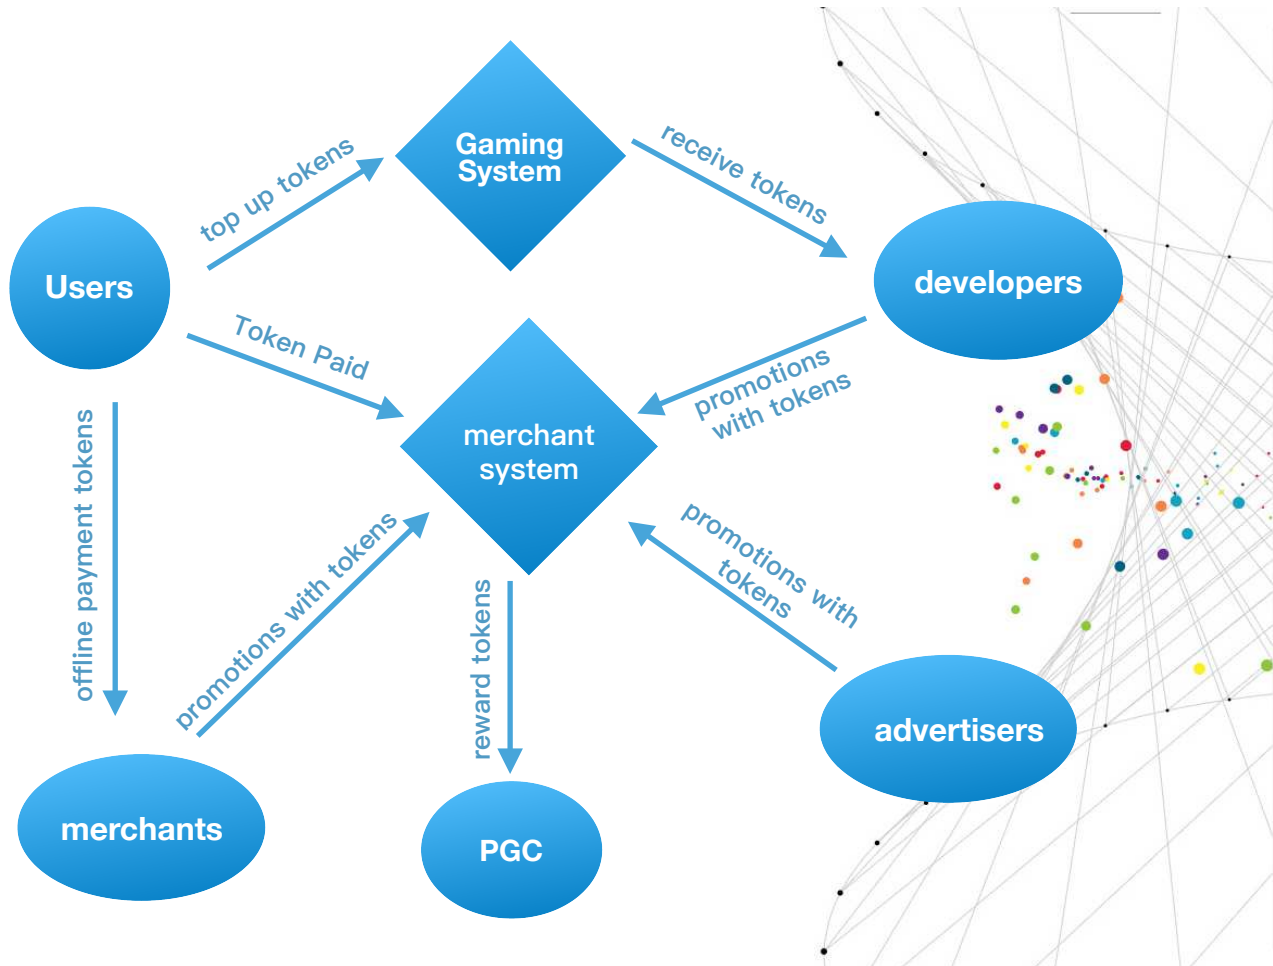 Gaming
System
top up tokens
receive tokens
Users
developers
Token Paid
promotions
with tokens
merchant
system
offline payment tokens
promotions with tokens
reward tokens
promotions with
tokens
advertisers
merchants
PGC